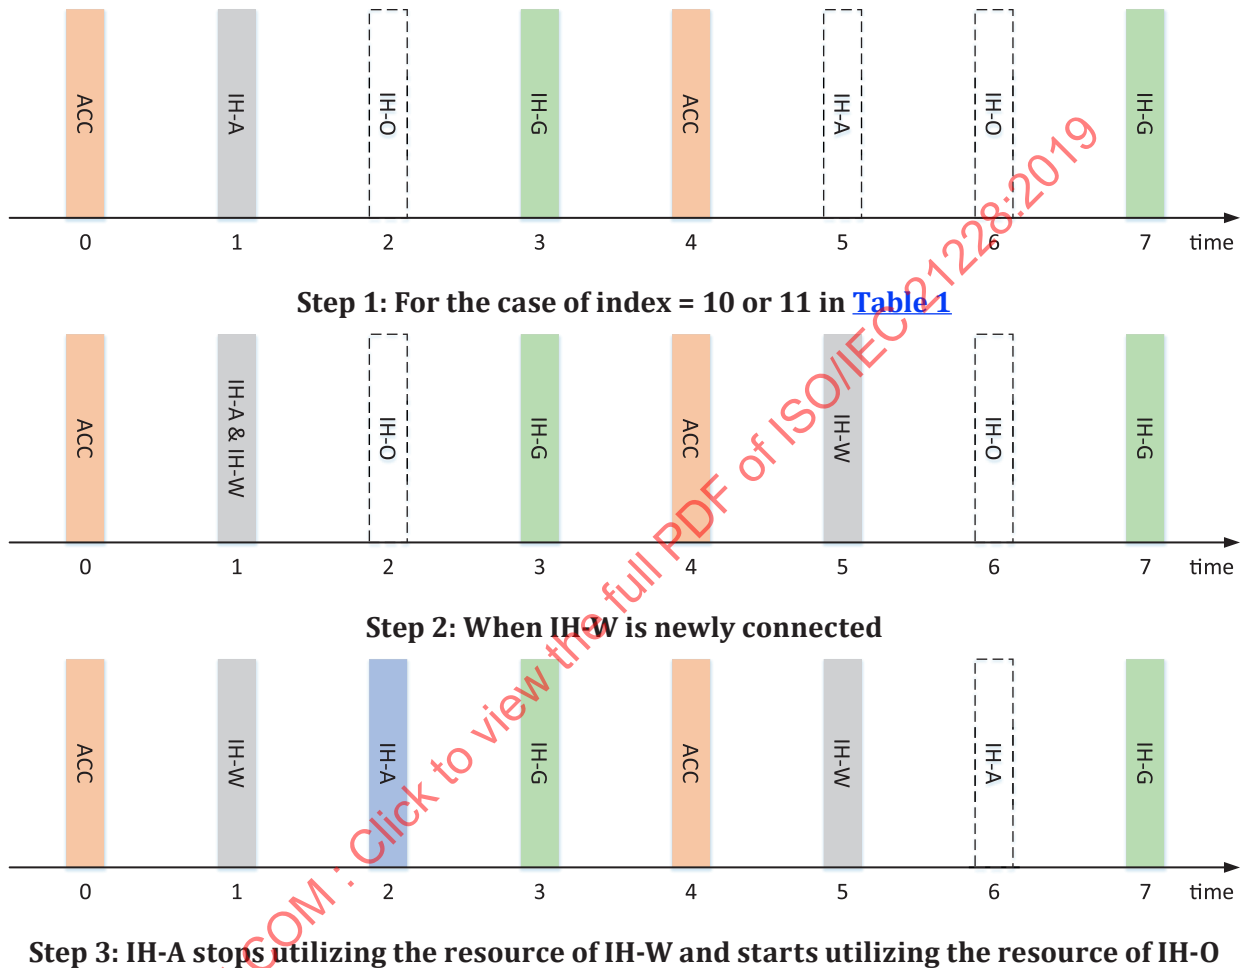 ACC IH-A IH-O IH-G ACC IH-A IH-O IH-G
0 1 2 3 4 5 6 7 time
Step 1: For the case of index = 10 or 11 in Table 1
ACC IH-A & IH-W IH-O IH-G ACC IH-W IH-O IH-G
0 1 2 3 4 5 6 7 time
Step 2: When IH-W is newly connected
ACC IH-W IH-A IH-G ACC IH-W IH-A IH-G
0 1 2 3 4 5 6 7 time
Step 3: IH-A stops utilizing the resource of IH-W and starts utilizing the resource of IH-O
COM : Click to view the full PDF of ISO/IEC 21228:2019